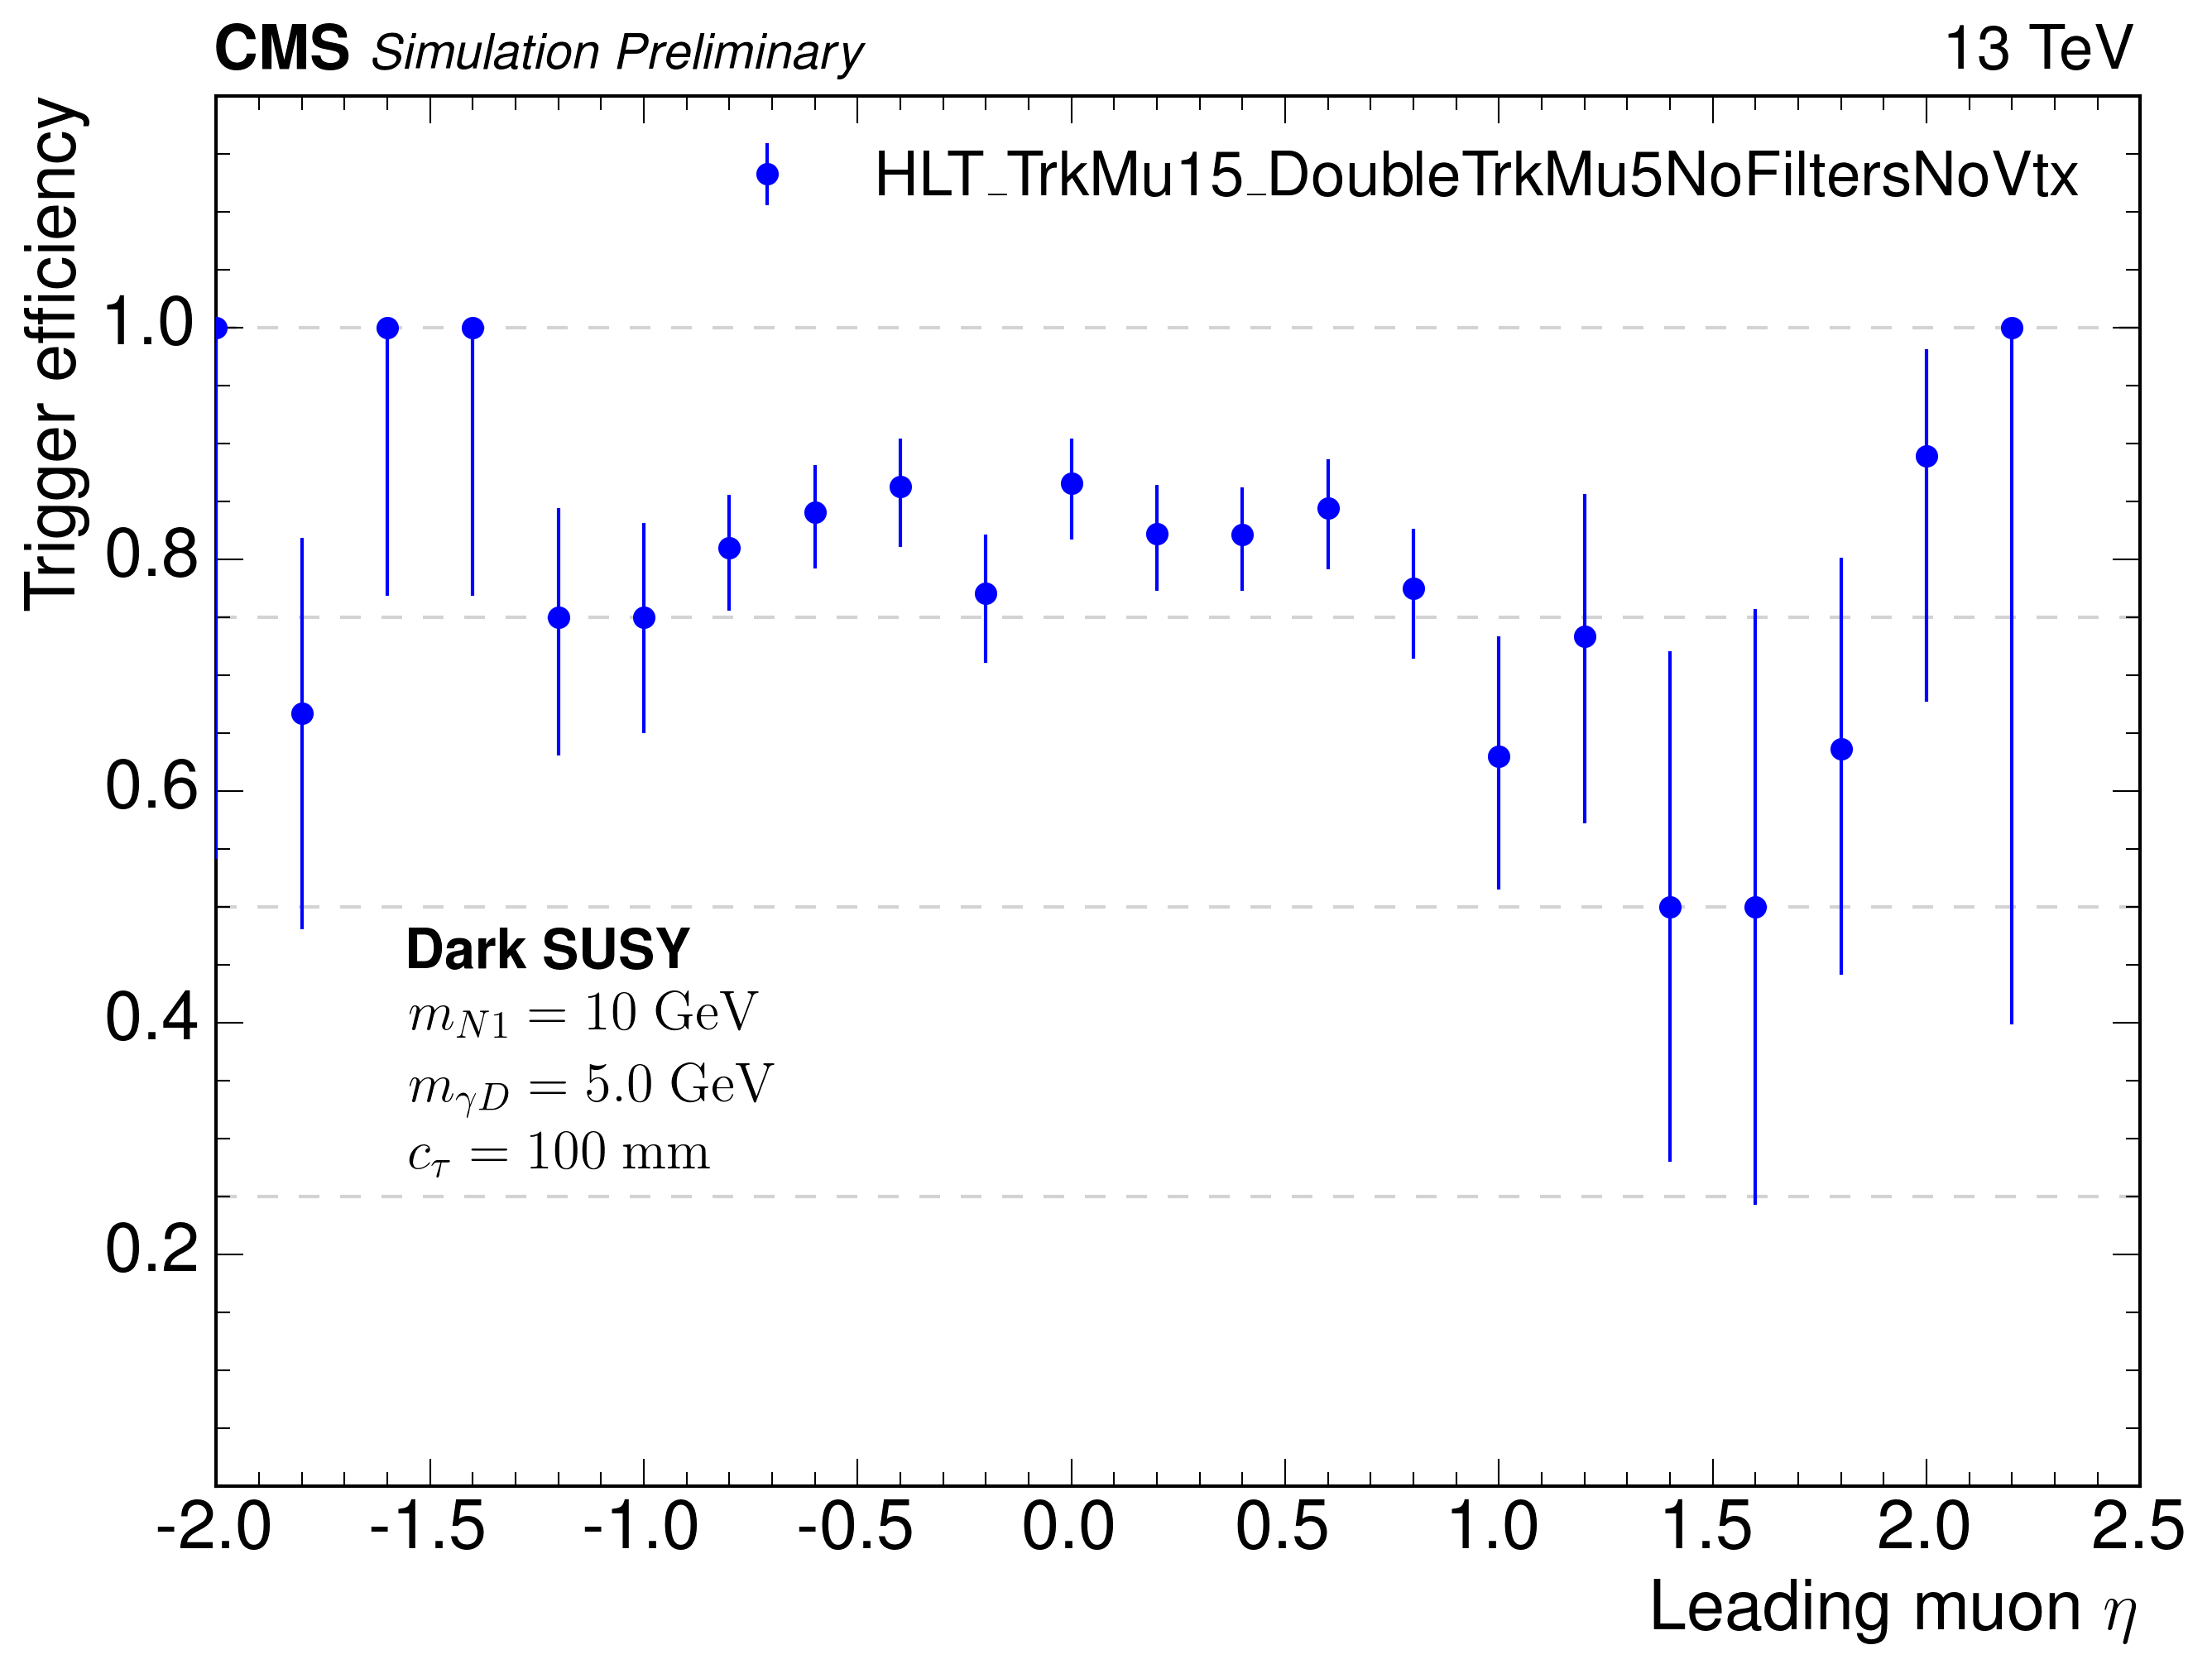 CMS Simulation Preliminary 13 TeV
Trigger efficiency
HLT_TrkMu15_DoubleTrkMu5NoFiltersNoVtx
1.0
0.8
0.6
0.4
0.2
Dark SUSY
m_{N1} = 10 GeV
m_{γD} = 5.0 GeV
c_τ = 100 mm
-2.0 -1.5 -1.0 -0.5 0.0 0.5 1.0 1.5 2.0 2.5
Leading muon η